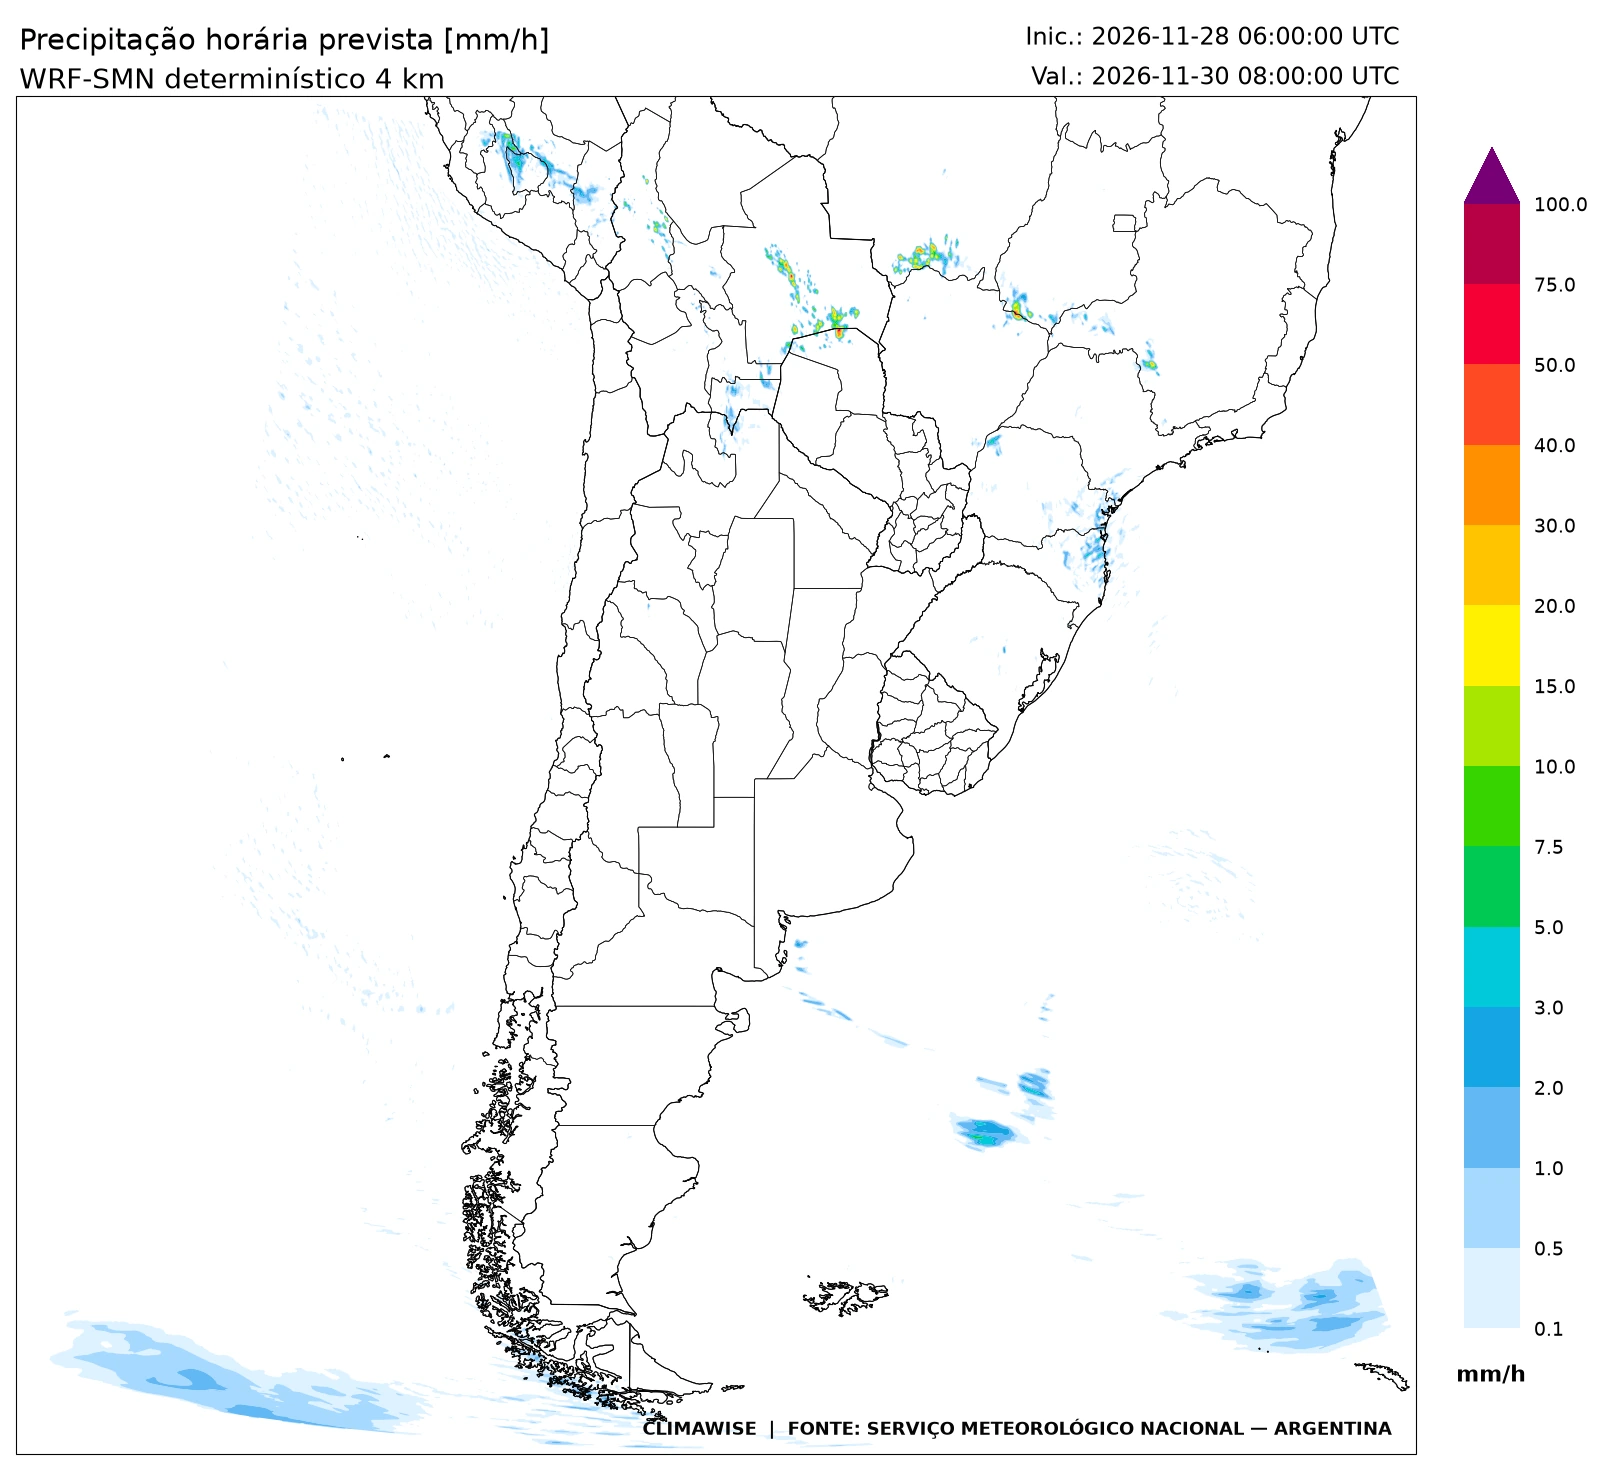 Precipitação horária prevista [mm/h]
WRF-SMN determinístico 4 km
Inic.: 2026-11-28 06:00:00 UTC
Val.: 2026-11-30 08:00:00 UTC
100.0
75.0
50.0
40.0
30.0
20.0
15.0
10.0
7.5
5.0
3.0
2.0
1.0
0.5
0.1
mm/h
CLIMAWISE | FONTE: SERVIÇO METEOROLÓGICO NACIONAL — ARGENTINA